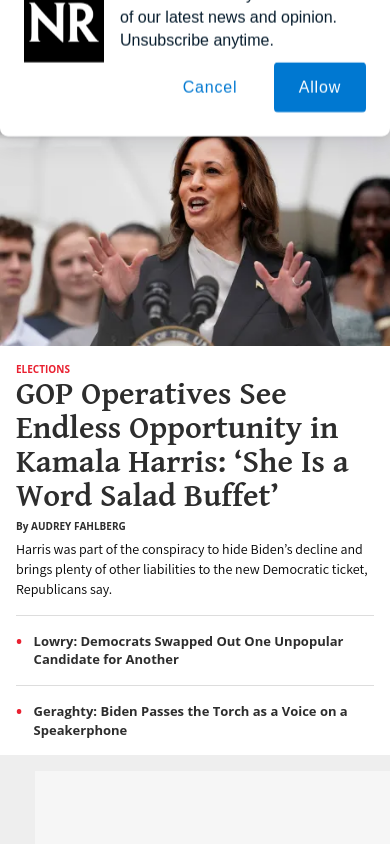 NR
of our latest news and opinion.
Unsubscribe anytime.
Cancel
Allow
ELECTIONS
GOP Operatives See
Endless Opportunity in
Kamala Harris: ‘She Is a
Word Salad Buffet’
By AUDREY FAHLBERG
Harris was part of the conspiracy to hide Biden’s decline and
brings plenty of other liabilities to the new Democratic ticket,
Republicans say.
• Lowry: Democrats Swapped Out One Unpopular
Candidate for Another
• Geraghty: Biden Passes the Torch as a Voice on a
Speakerphone